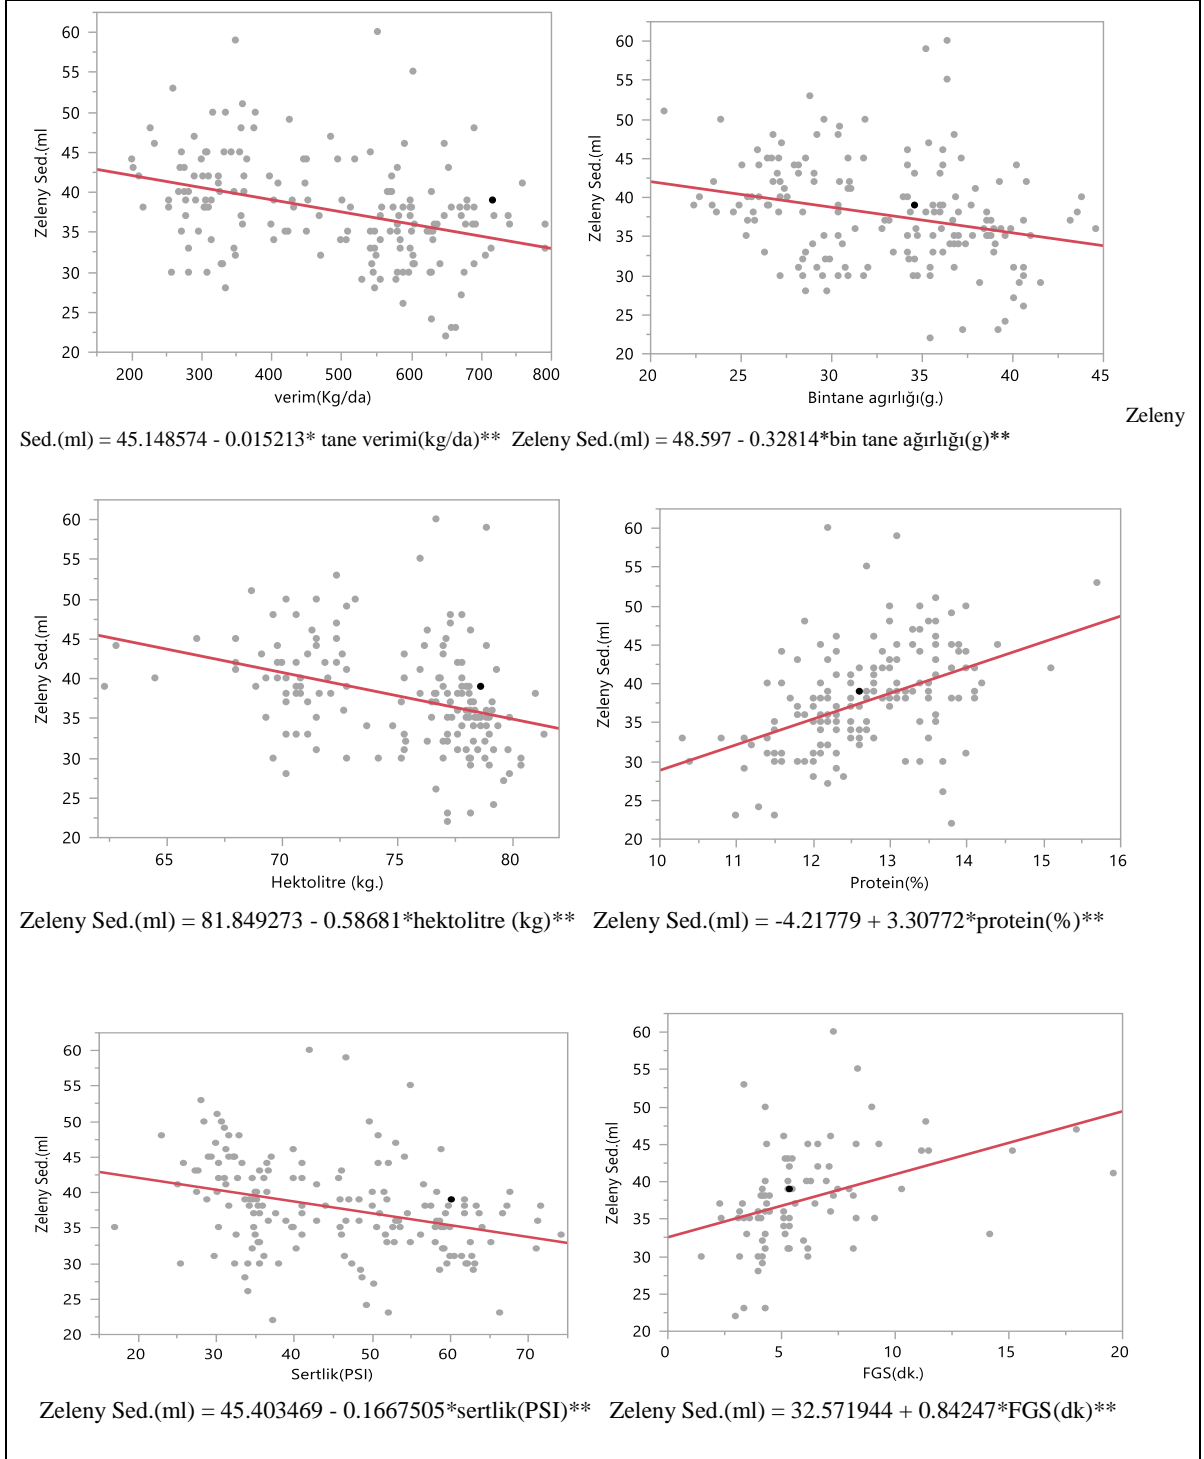 60
55
50
45
40
35
30
25
20
Zeleny Sed.(ml
200 300 400 500 600 700 800
verim(Kg/da)
60
55
50
45
40
35
30
25
20
Zeleny Sed.(ml
20 25 30 35 40 45
Bintane agırlığı(g.)
Zeleny
Sed.(ml) = 45.148574 - 0.015213* tane verimi(kg/da)** Zeleny Sed.(ml) = 48.597 - 0.32814*bin tane ağırlığı(g)**
60
55
50
45
40
35
30
25
20
Zeleny Sed.(ml
65 70 75 80
Hektolitre (kg.)
60
55
50
45
40
35
30
25
20
Zeleny Sed.(ml
10 11 12 13 14 15 16
Protein(%)
Zeleny Sed.(ml) = 81.849273 - 0.58681*hektolitre (kg)** Zeleny Sed.(ml) = -4.21779 + 3.30772*protein(%)**
60
55
50
45
40
35
30
25
20
Zeleny Sed.(ml
20 30 40 50 60 70
Sertlik(PSI)
60
55
50
45
40
35
30
25
20
Zeleny Sed.(ml
0 5 10 15 20
FGS(dk.)
Zeleny Sed.(ml) = 45.403469 - 0.1667505*sertlik(PSI)** Zeleny Sed.(ml) = 32.571944 + 0.84247*FGS(dk)**